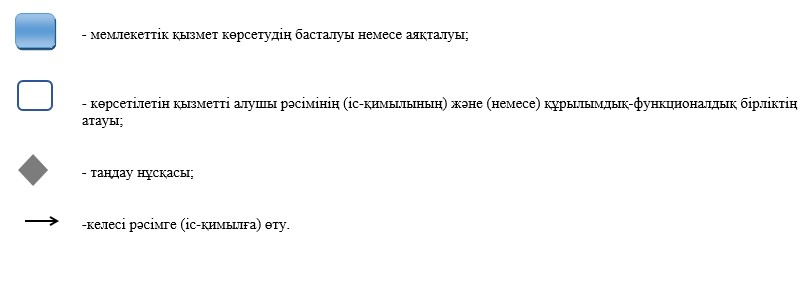 - мемлекеттік қызмет көрсетудің басталуы немесе аяқталуы;
- көрсетілетін қызметті алушы рәсімінің (іс-қимылының) және (немесе) құрылымдық-функционалдық бірліктің
атауы;
- таңдау нұсқасы;
-келесі рәсімге (іс-қимылға) өту.